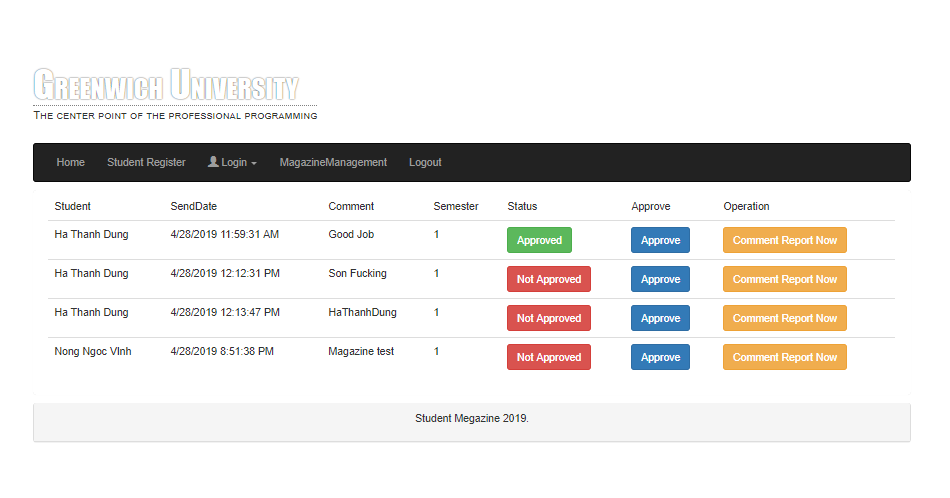 GREENWICH UNIVERSITY
THE CENTER POINT OF THE PROFESSIONAL PROGRAMMING
Home Student Register Login MagazineManagement Logout
Student SendDate Comment Semester Status Approve Operation
Ha Thanh Dung 4/28/2019 11:59:31 AM Good Job 1 Approved Approve Comment Report Now
Ha Thanh Dung 4/28/2019 12:12:31 PM Son Fucking 1 Not Approved Approve Comment Report Now
Ha Thanh Dung 4/28/2019 12:13:47 PM HaThanhDung 1 Not Approved Approve Comment Report Now
Nong Ngoc VInh 4/28/2019 8:51:38 PM Magazine test 1 Not Approved Approve Comment Report Now
Student Megazine 2019.